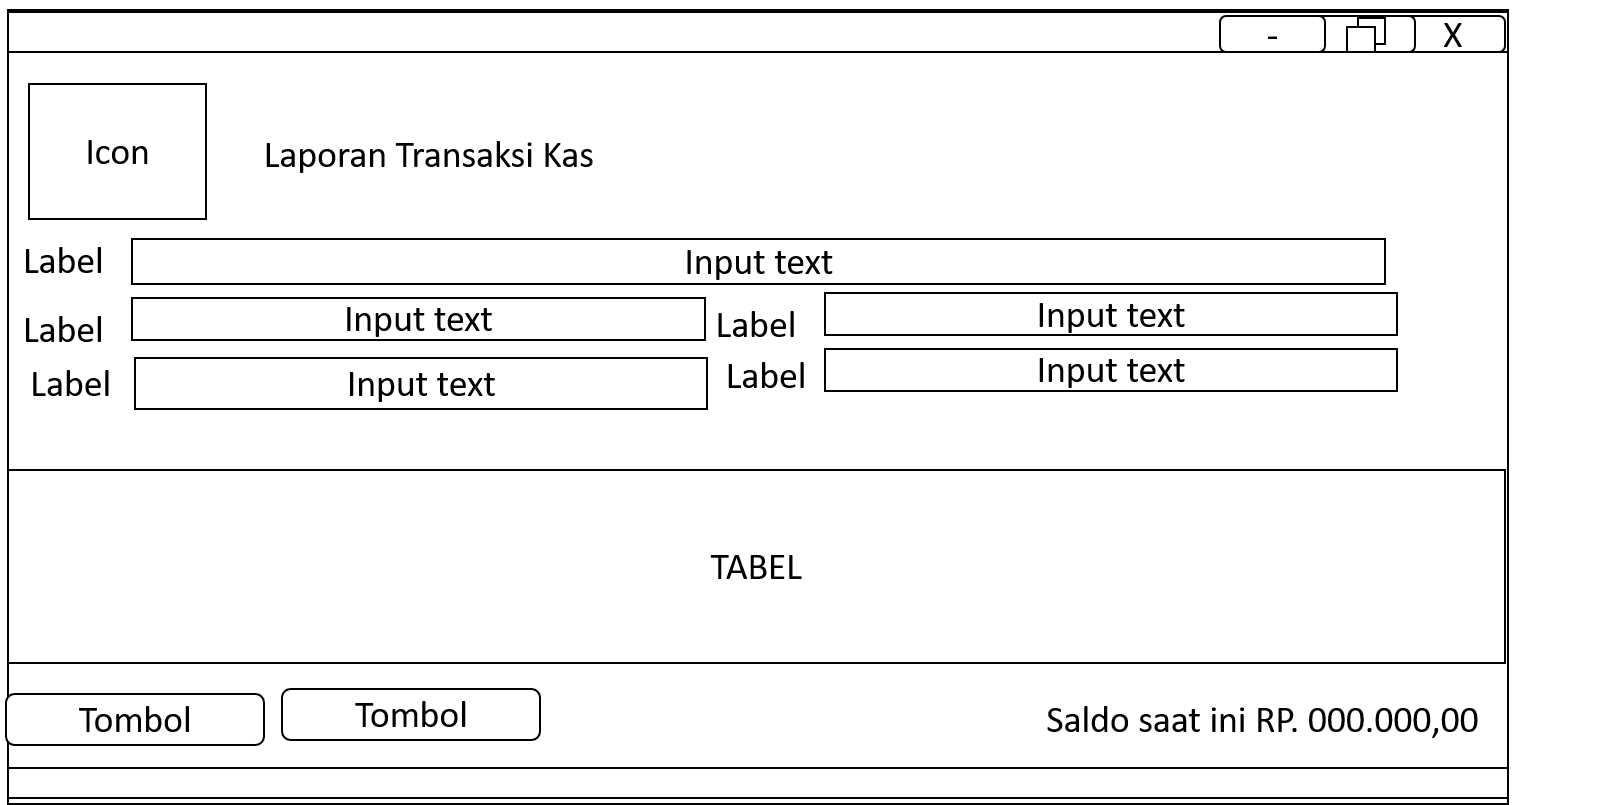 - X
Icon
Laporan Transaksi Kas
Label Input text
Label Input text Label Input text
Label Input text Label Input text
TABEL
Tombol Tombol Saldo saat ini RP. 000.000,00